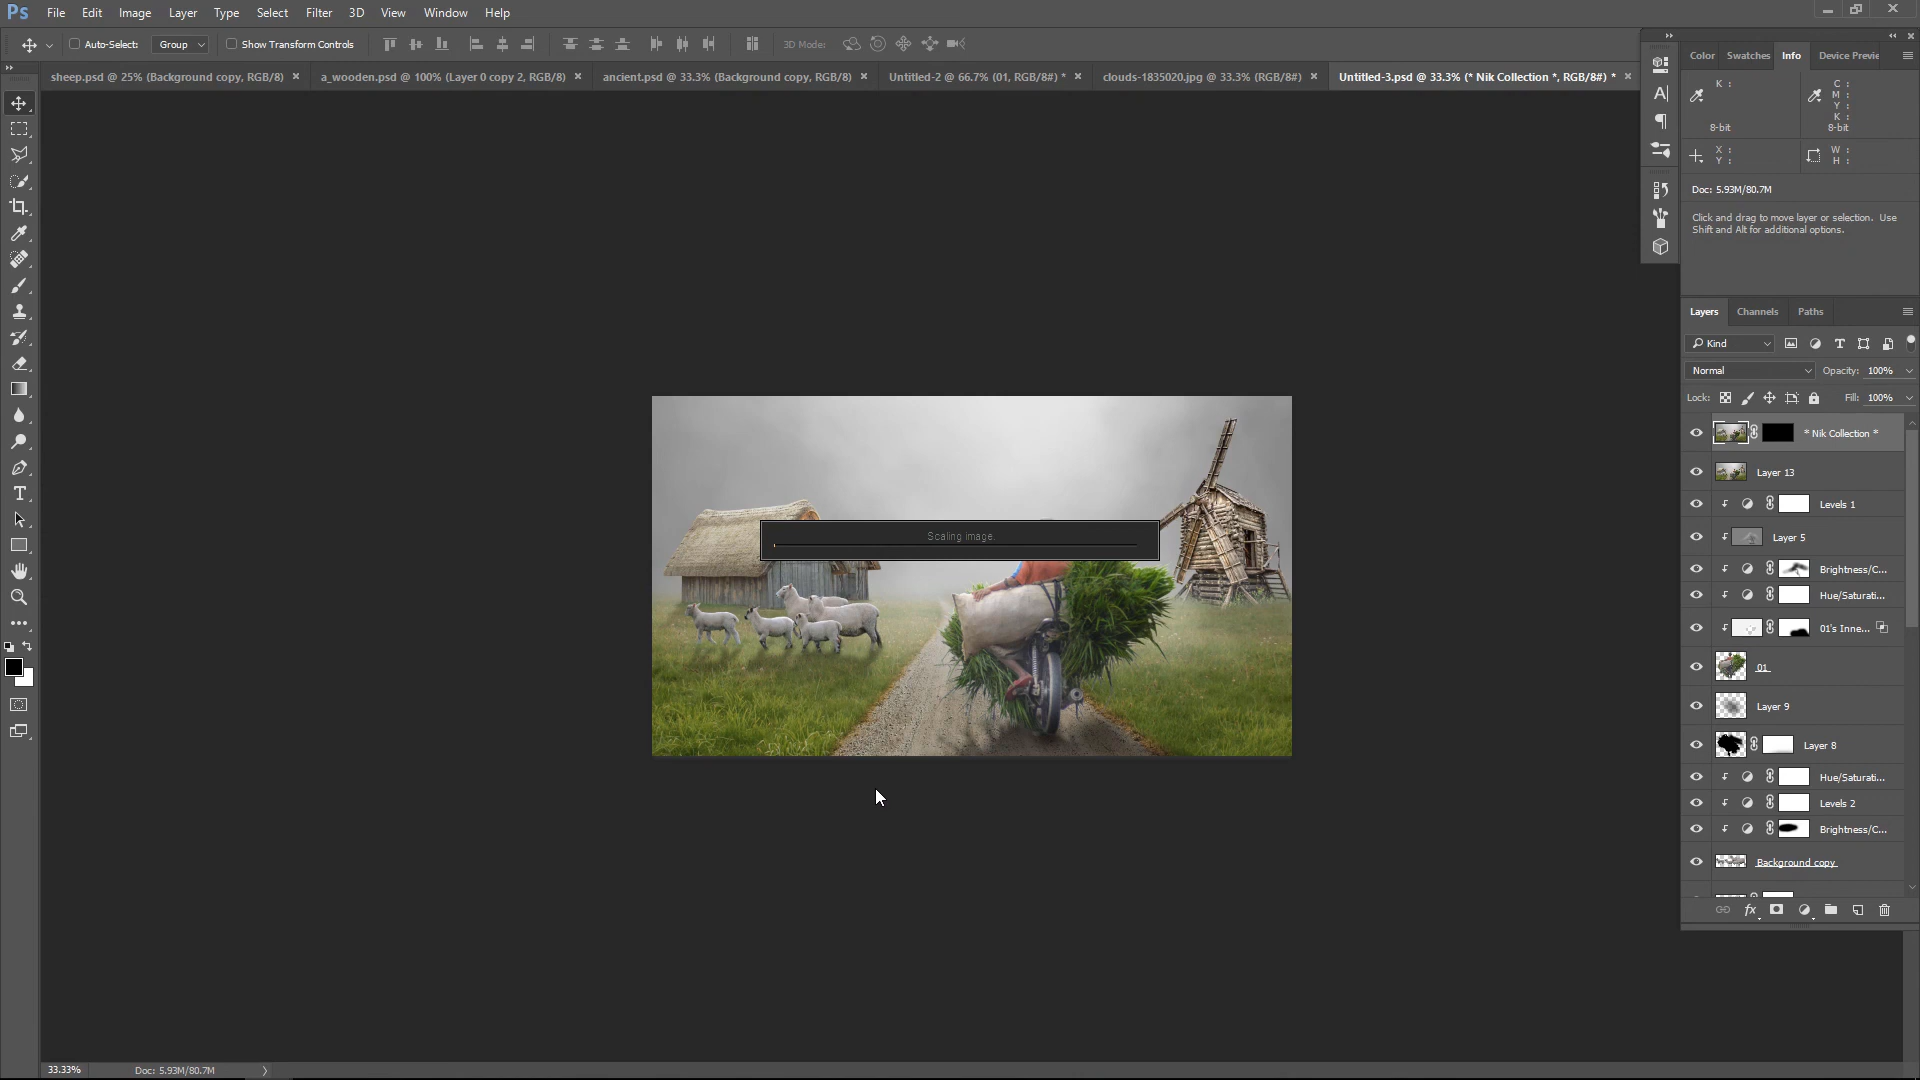 Ps File Edit Image Layer Type Select Filter 3D View Window Help
Auto-Select: Group Show Transform Controls 3D Mode:
sheep.psd @ 25% (Background copy, RGB/8) × a_wooden.psd @ 100% (Layer 0 copy 2, RGB/8) × ancient.psd @ 33.3% (Background copy, RGB/8) × Untitled-2 @ 66.7% (01, RGB/8#) * × clouds-1835020.jpg @ 33.3% (RGB/8#) × Untitled-3.psd @ 33.3% (* Nik Collection *, RGB/8#) * ×
Color Swatches Info Device Previe
K :
8-bit
C :
M :
Y :
K :
8-bit
X :
Y :
W :
H :
Doc: 5.93M/80.7M
Click and drag to move layer or selection. Use
Shift and Alt for additional options.
Layers Channels Paths
Kind
Normal Opacity: 100%
Lock: Fill: 100%
* Nik Collection *
Layer 13
Levels 1
Layer 5
Brightness/C...
Hue/Saturati...
01's Inne...
01
Layer 9
Layer 8
Hue/Saturati...
Levels 2
Brightness/C...
Background copy
fx
Scaling image.
33.33% Doc: 5.93M/80.7M